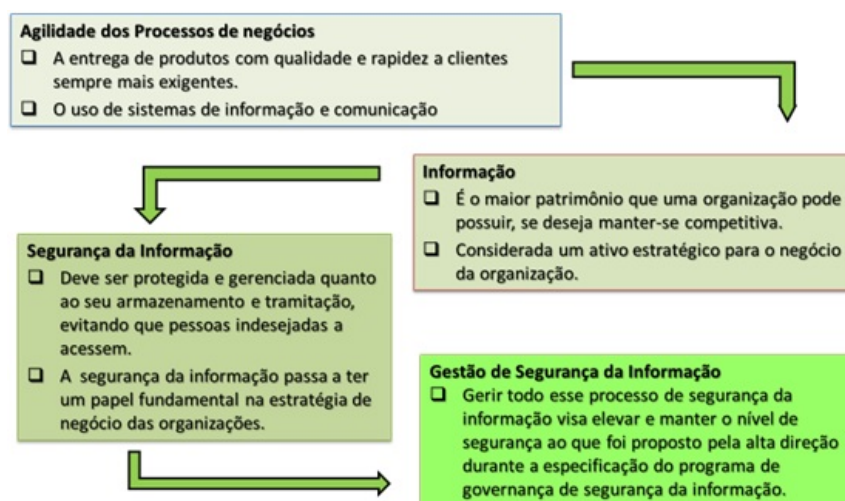 Agilidade dos Processos de negócios
❑ A entrega de produtos com qualidade e rapidez a clientes
sempre mais exigentes.
❑ O uso de sistemas de informação e comunicação
Informação
❑ É o maior patrimônio que uma organização pode
possuir, se deseja manter-se competitiva.
❑ Considerada um ativo estratégico para o negócio
da organização.
Segurança da Informação
❑ Deve ser protegida e gerenciada quanto
ao seu armazenamento e tramitação,
evitando que pessoas indesejadas a
acessem.
❑ A segurança da informação passa a ter
um papel fundamental na estratégia de
negócio das organizações.
Gestão de Segurança da Informação
❑ Gerir todo esse processo de segurança da
informação visa elevar e manter o nível de
segurança ao que foi proposto pela alta direção
durante a especificação do programa de
governança de segurança da informação.